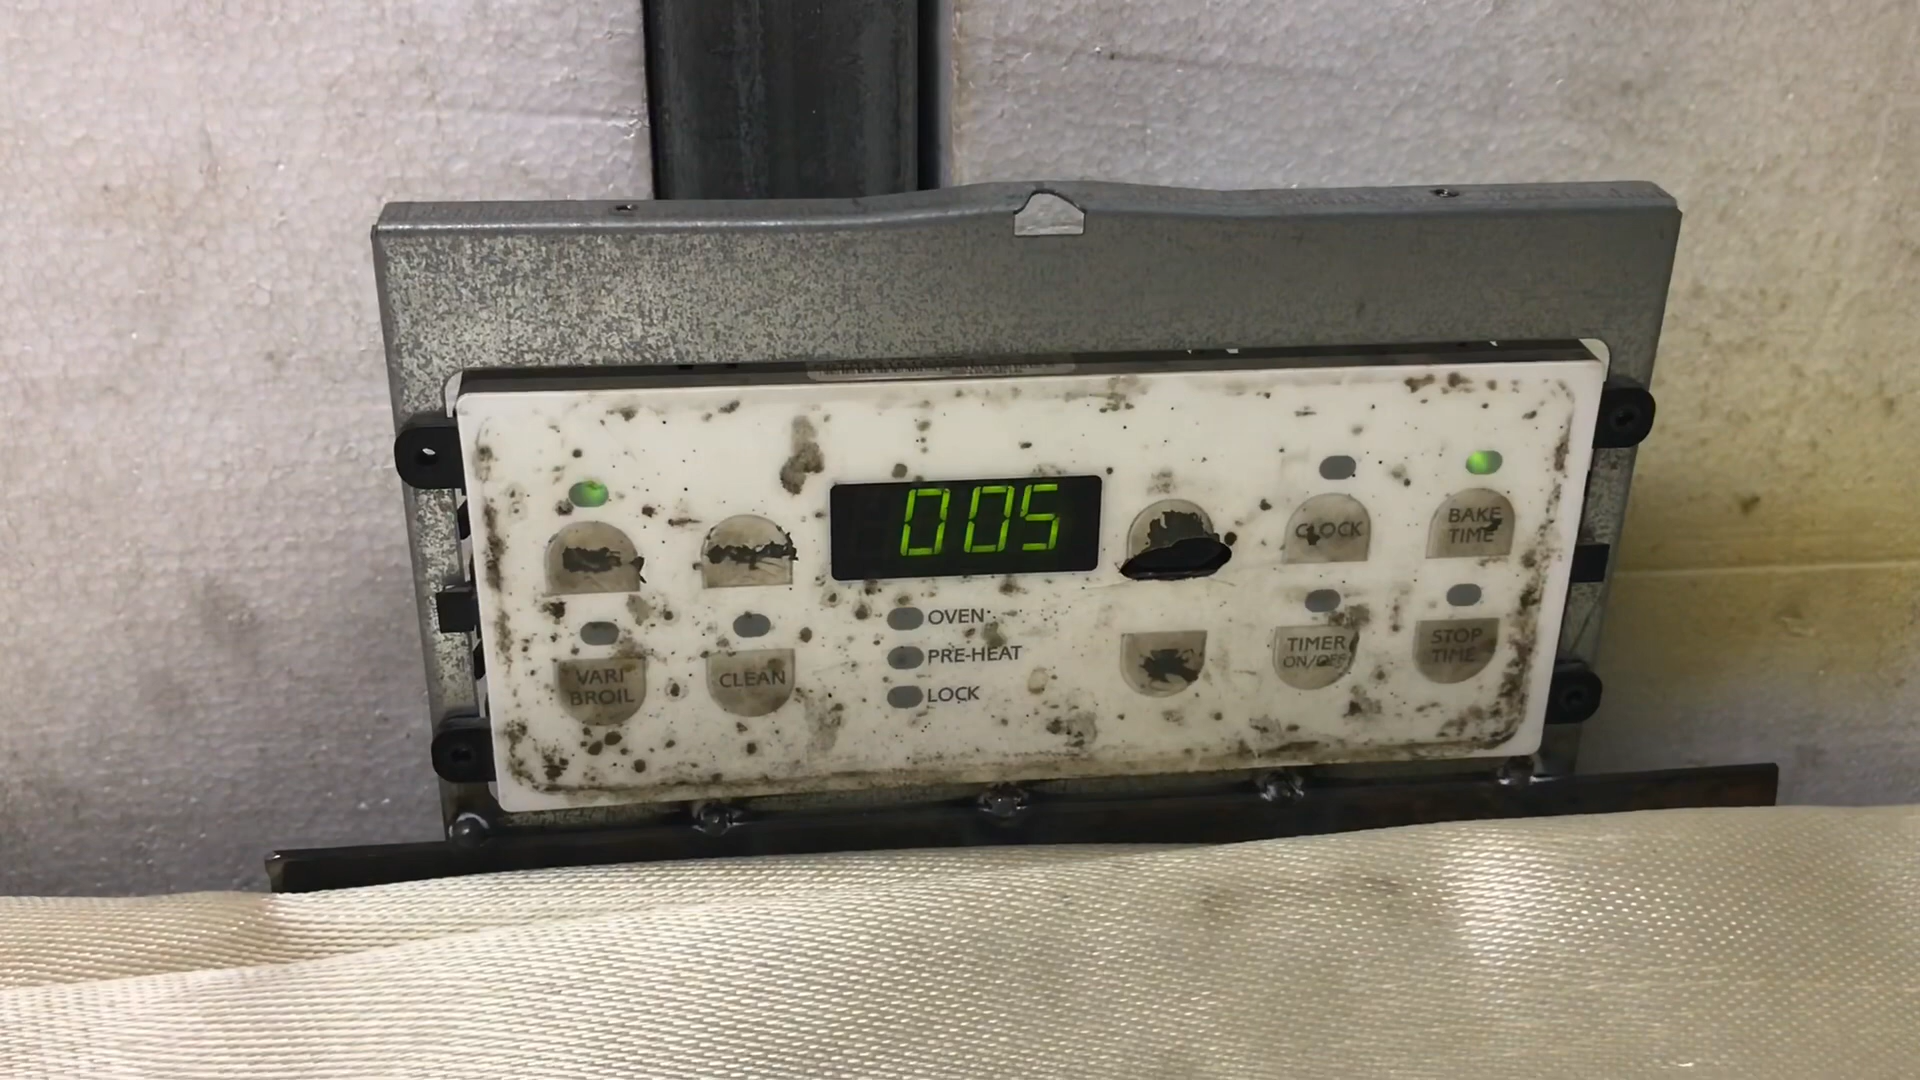 005
CLOCK
BAKE
TIME
OVEN
PRE-HEAT
LOCK
VARI
BROIL
CLEAN
TIMER
ON/OFF
STOP
TIME